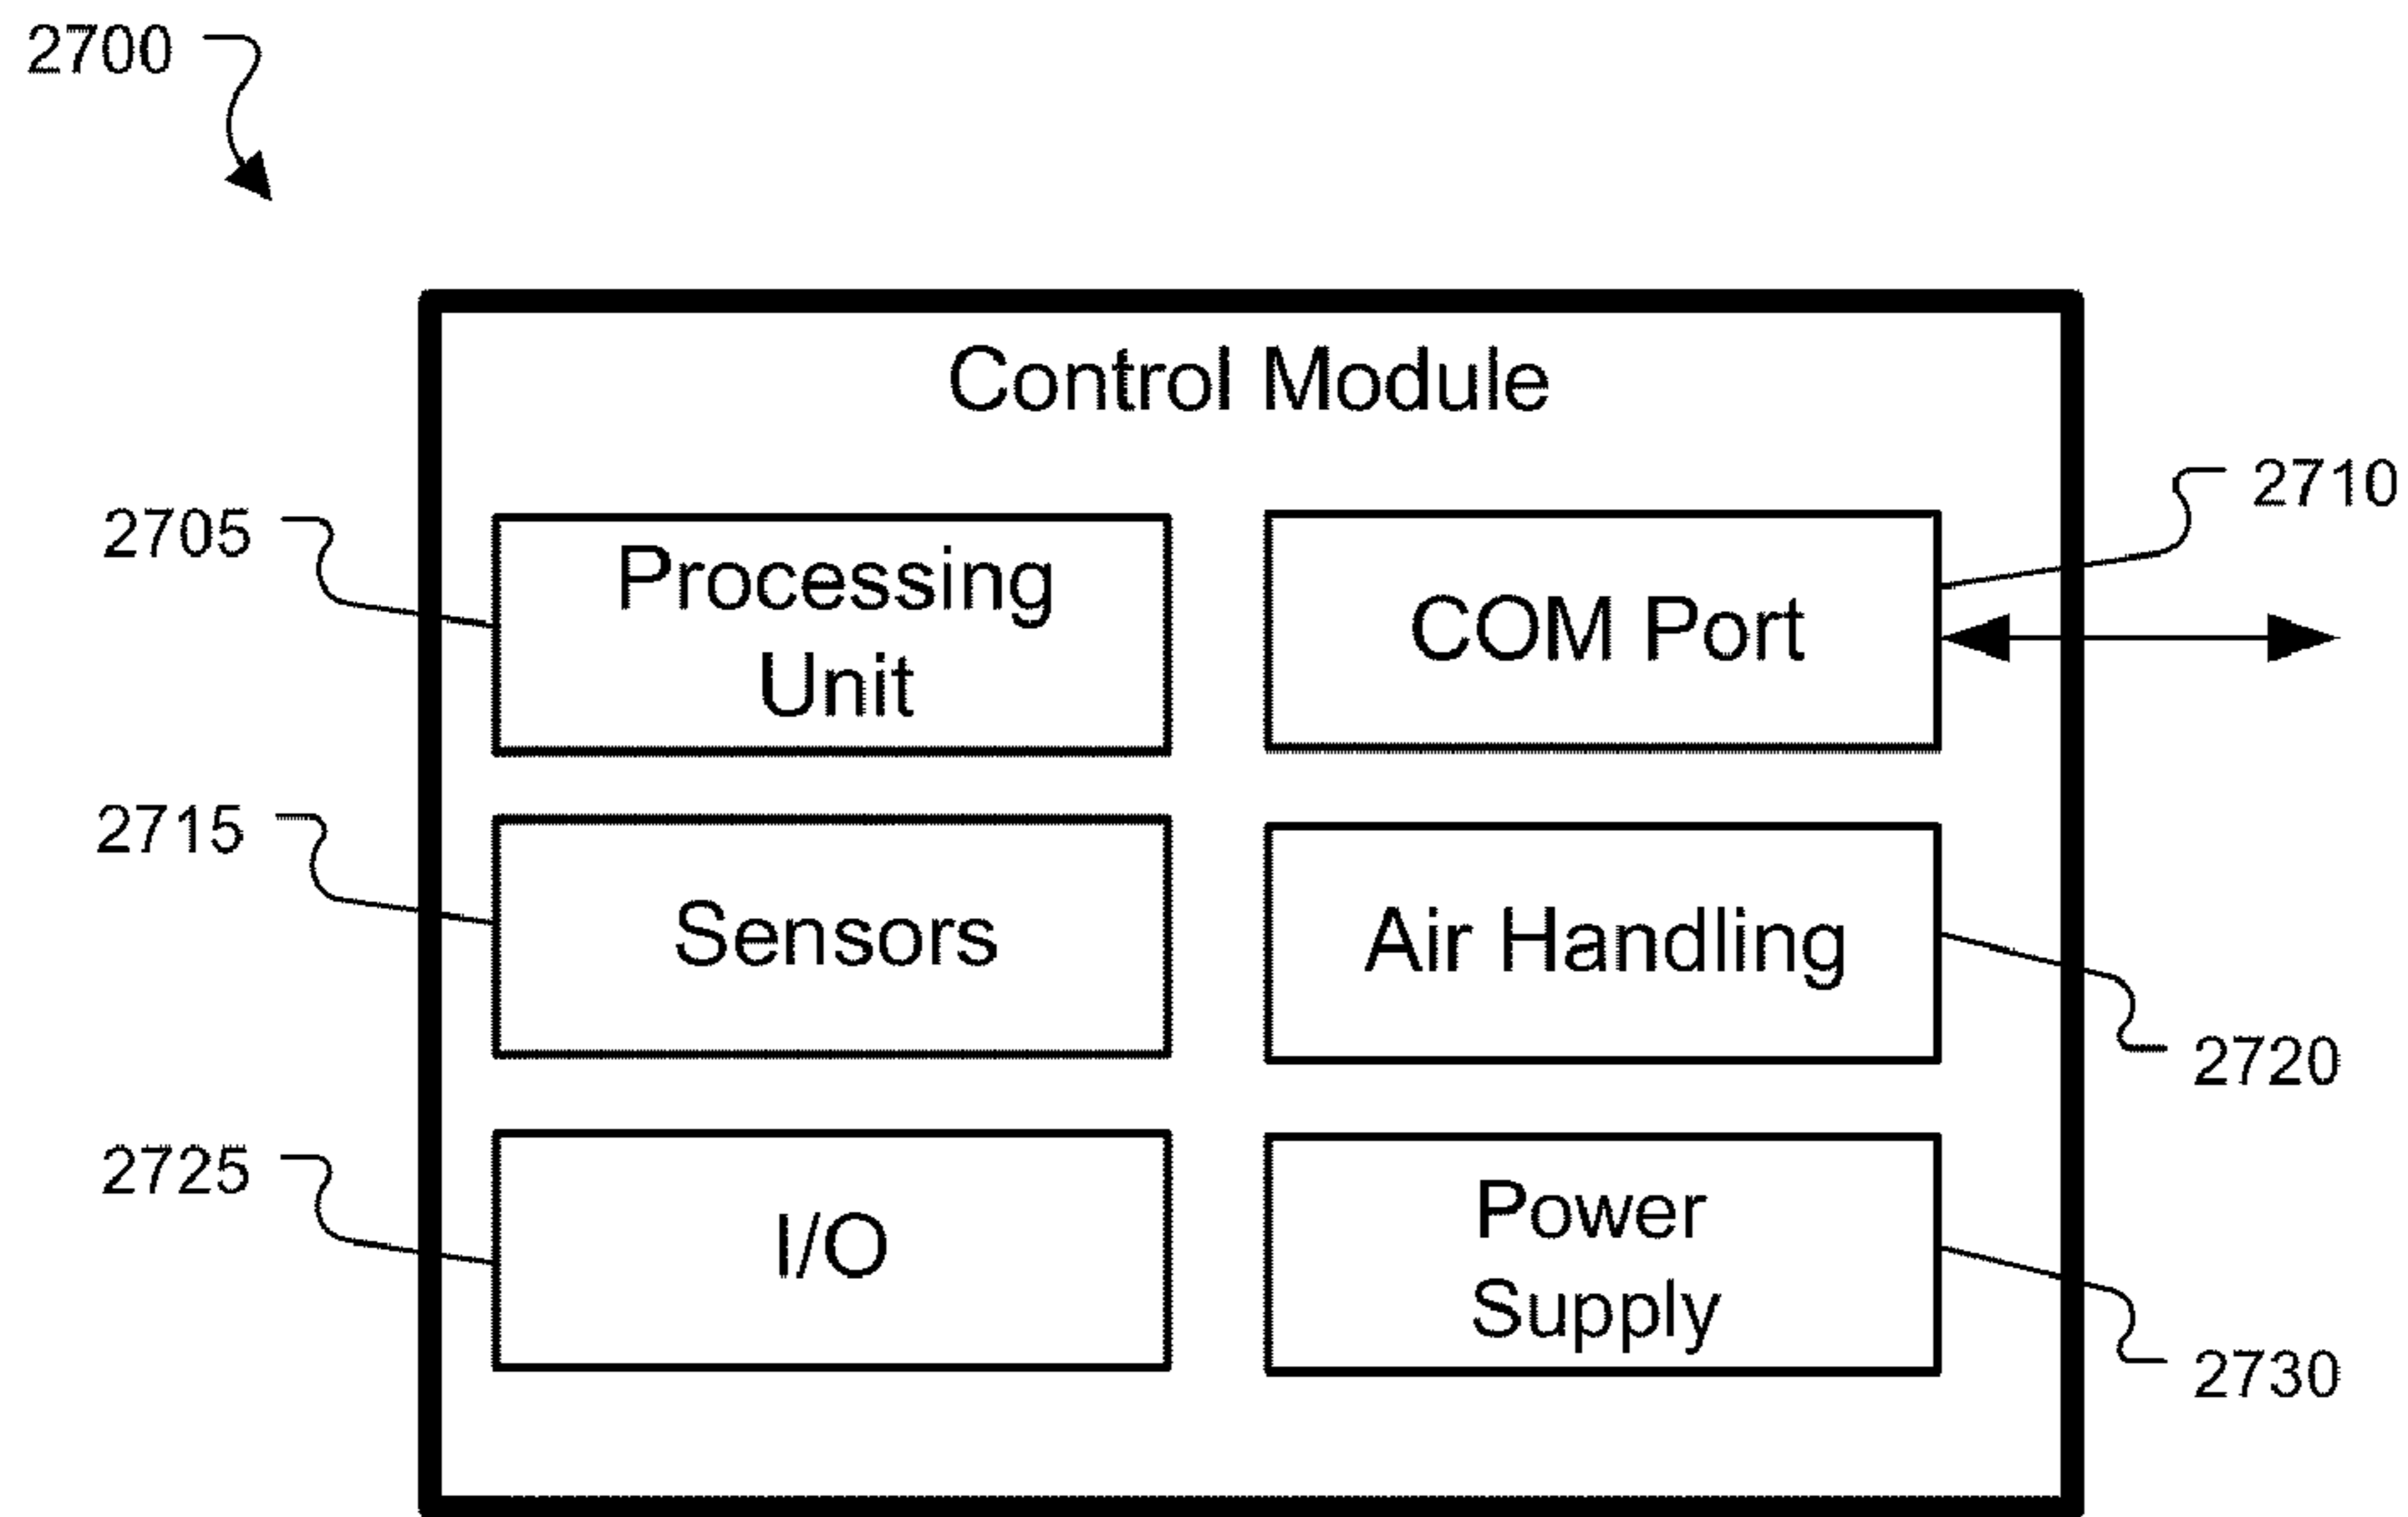 2700
Control Module
2710
2705
Processing
Unit
COM Port
2715
Sensors
Air Handling
2720
2725
I/O
Power
Supply
2730